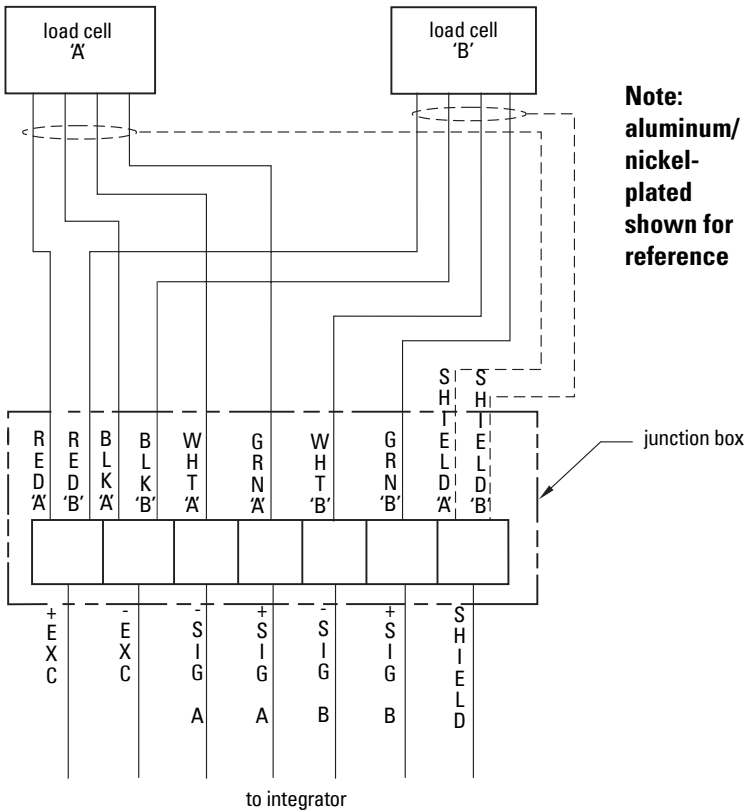 load cell
'A'
load cell
'B'
Note:
aluminum/
nickel-
plated
shown for
reference
RED'A'
RED'B'
BLK'A'
BLK'B'
WHT'A'
GRN'A'
WHT'B'
GRN'B'
SHIELD'A'
SHIELD'B'
junction box
+EXC
-EXC
-SIG A
+SIG A
-SIG B
+SIG B
SHIELD
to integrator